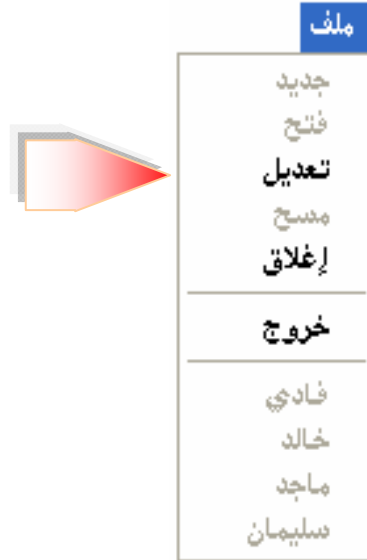 ملف
جديد
فتح
تعديل
مسح
إغلاق
خروج
فادي
خالد
ماجد
سليمان